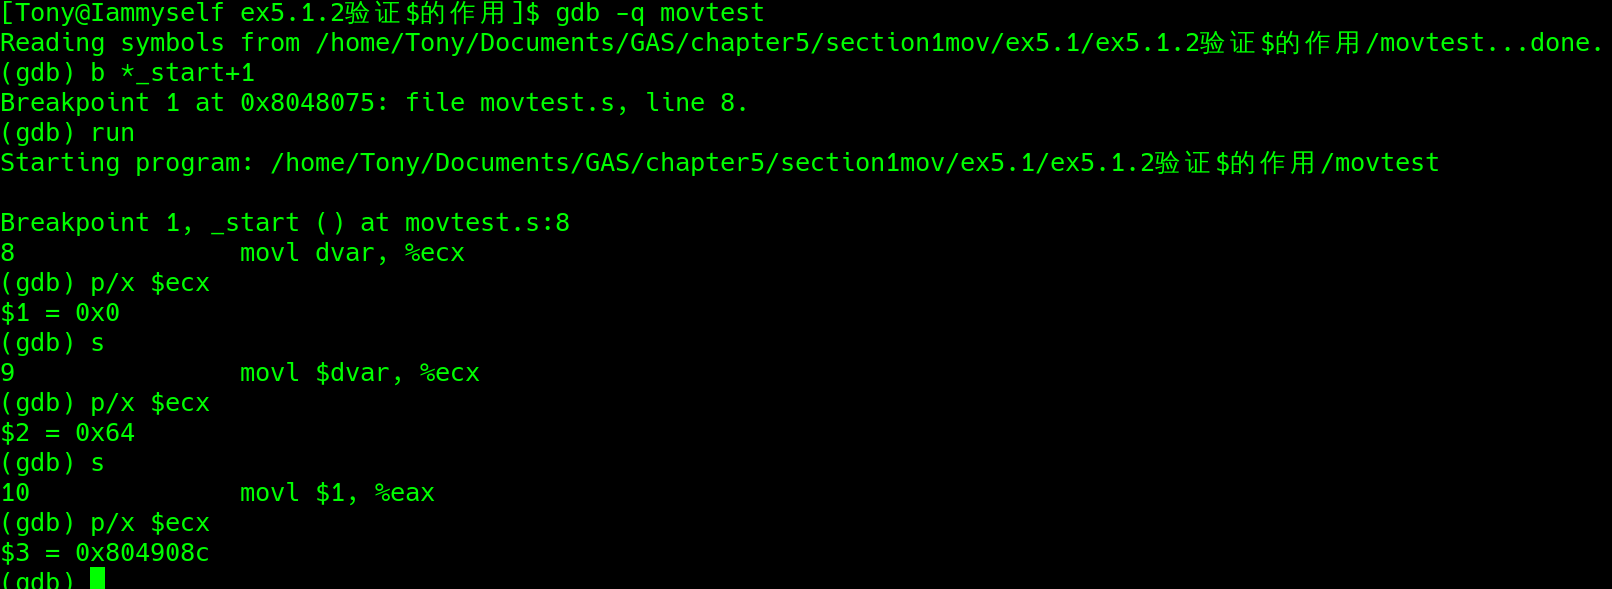 [Tony@Iammyself ex5.1.2验证$的作用]$ gdb -q movtest
Reading symbols from /home/Tony/Documents/GAS/chapter5/section1mov/ex5.1/ex5.1.2验证$的作用/movtest...done.
(gdb) b *_start+1
Breakpoint 1 at 0x8048075: file movtest.s, line 8.
(gdb) run
Starting program: /home/Tony/Documents/GAS/chapter5/section1mov/ex5.1/ex5.1.2验证$的作用/movtest
Breakpoint 1, _start () at movtest.s:8
8               movl dvar, %ecx
(gdb) p/x $ecx
$1 = 0x0
(gdb) s
9               movl $dvar, %ecx
(gdb) p/x $ecx
$2 = 0x64
(gdb) s
10              movl $1, %eax
(gdb) p/x $ecx
$3 = 0x804908c
(gdb)